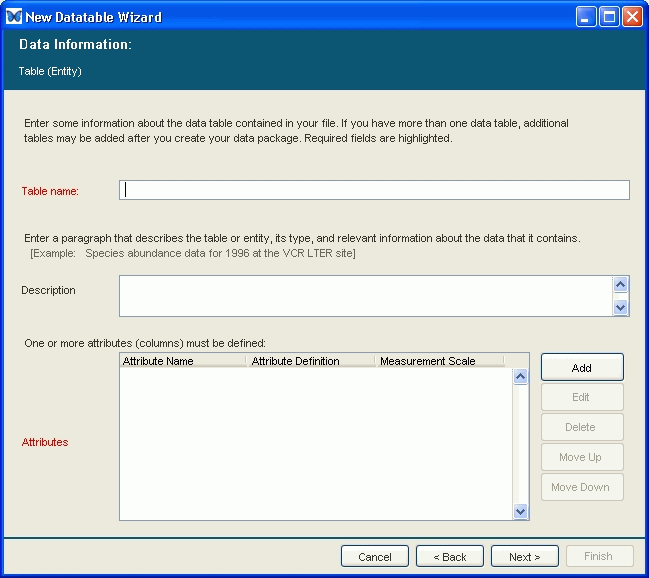 New Datatable Wizard
Data Information:
Table (Entity)
Enter some information about the data table contained in your file. If you have more than one data table, additional
tables may be added after you create your data package. Required fields are highlighted.
Table name:
Enter a paragraph that describes the table or entity, its type, and relevant information about the data that it contains.
[Example: Species abundance data for 1996 at the VCR LTER site]
Description
One or more attributes (columns) must be defined:
Attribute Name Attribute Definition Measurement Scale
Add
Edit
Delete
Attributes
Move Up
Move Down
Cancel < Back Next > Finish